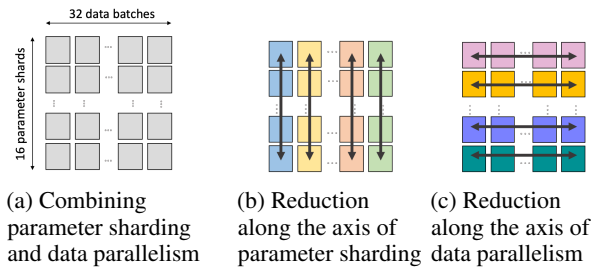 32 data batches
16 parameter shards
(a) Combining
parameter sharding
and data parallelism
(b) Reduction
along the axis of
parameter sharding
(c) Reduction
along the axis of
data parallelism